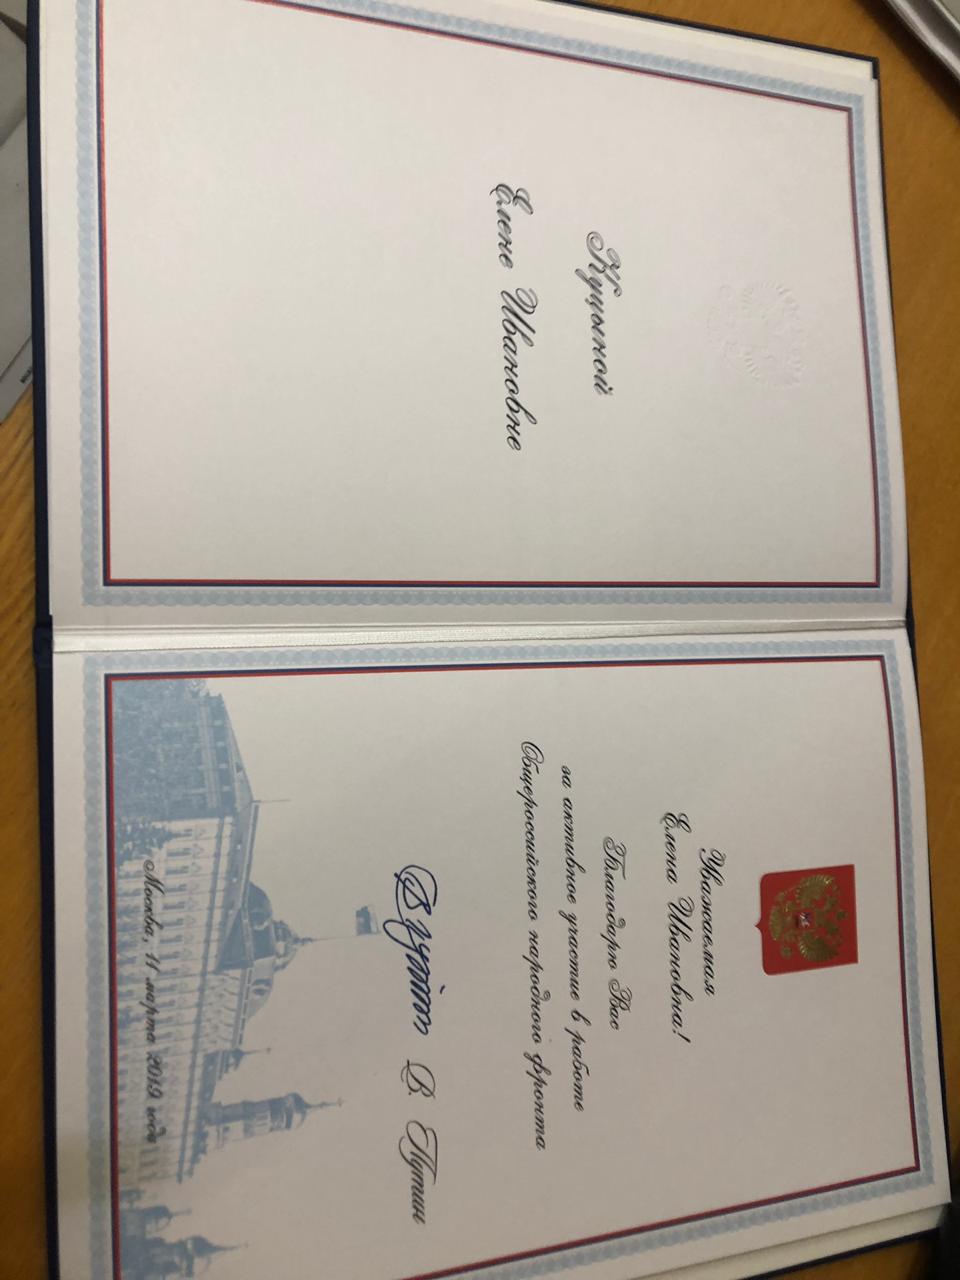 Куцыной
Елене Ивановне
Уважаемая
Елена Ивановна!
Благодарю Вас
за активное участие в работе
Общероссийского народного фронта
В. Путин
Москва, 11 марта 2019 года